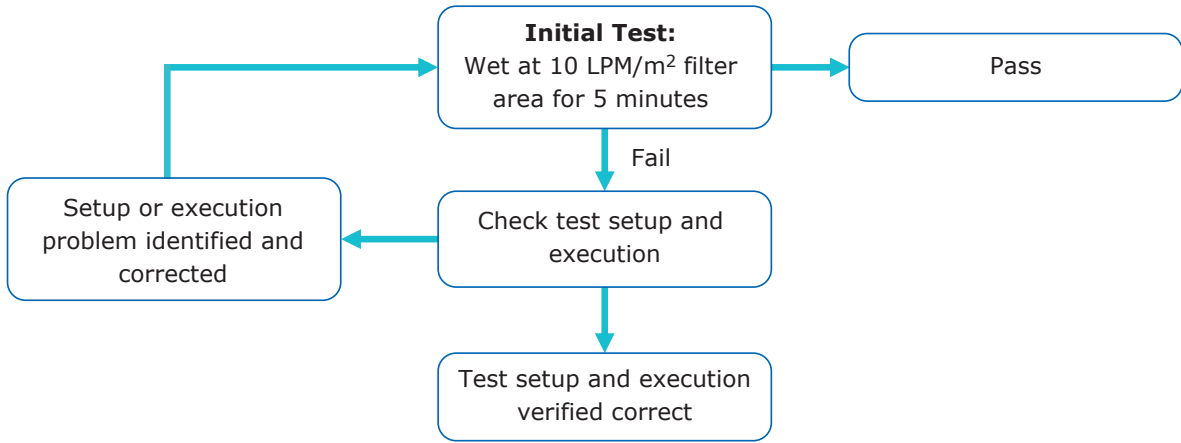 Initial Test:
Wet at 10 LPM/m² filter
area for 5 minutes
Pass
Fail
Setup or execution
problem identified and
corrected
Check test setup and
execution
Test setup and execution
verified correct